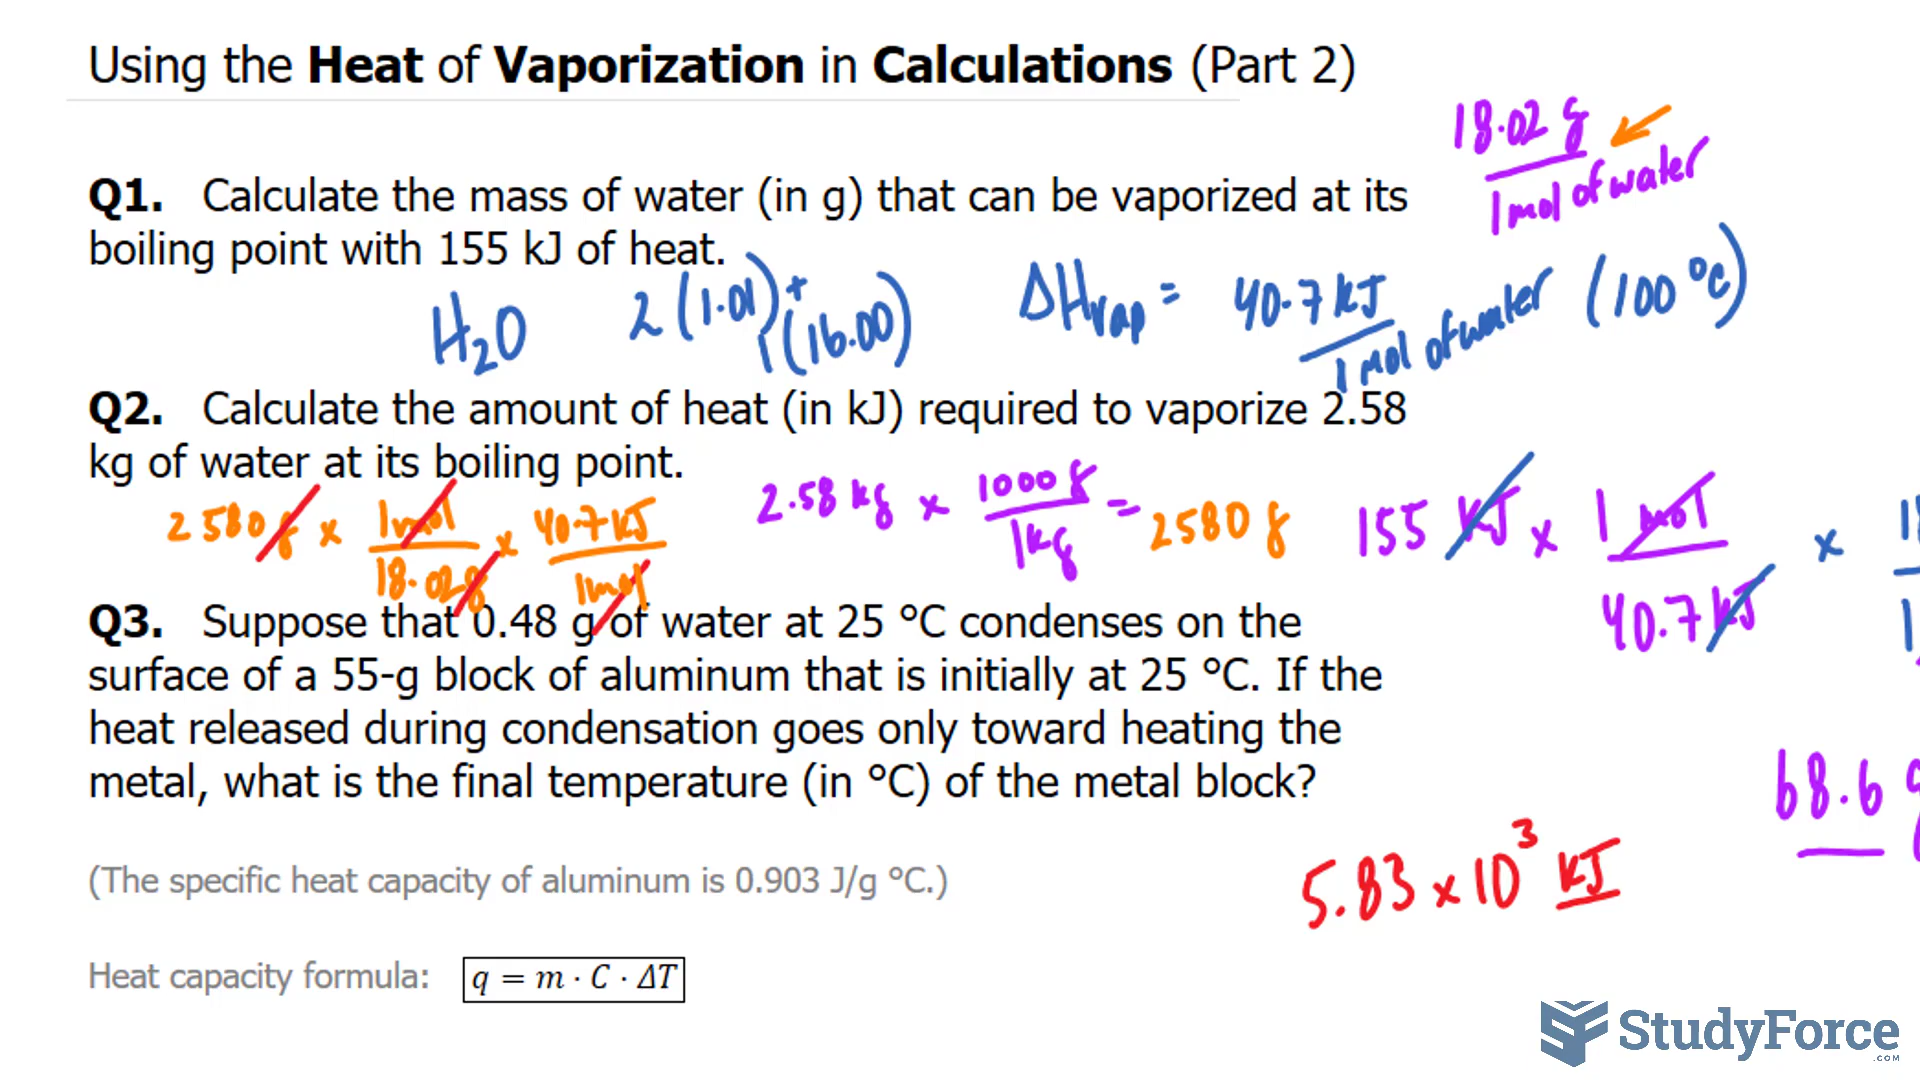 Using the Heat of Vaporization in Calculations (Part 2)
18.02 g
1 mol of water
Q1. Calculate the mass of water (in g) that can be vaporized at its
boiling point with 155 kJ of heat.
H₂O 2(1.01) + 1(16.00) ΔHvap = 40.7 kJ / 1 mol of water (100 °C)
Q2. Calculate the amount of heat (in kJ) required to vaporize 2.58
kg of water at its boiling point.
2.58 kg x 1000 g / 1 kg = 2580 g
2580 g x 1 mol / 18.02 g x 40.7 kJ / 1 mol
155 kJ x 1 mol / 40.7 kJ x
Q3. Suppose that 0.48 g of water at 25 °C condenses on the
surface of a 55-g block of aluminum that is initially at 25 °C. If the
heat released during condensation goes only toward heating the
metal, what is the final temperature (in °C) of the metal block?
68.6 g
5.83 x 10³ kJ
(The specific heat capacity of aluminum is 0.903 J/g °C.)
Heat capacity formula: q = m · C · ΔT
StudyForce
.COM